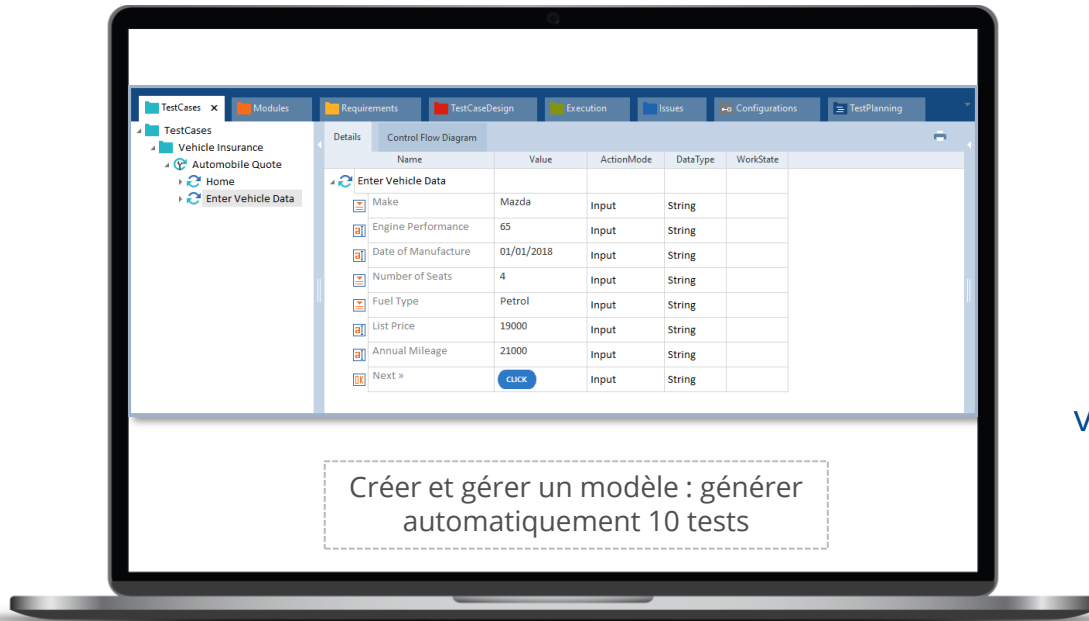 TestCases x Modules Requirements TestCaseDesign Execution Issues Configurations TestPlanning
TestCases
Vehicle Insurance
Automobile Quote
Home
Enter Vehicle Data
Details Control Flow Diagram
Name Value ActionMode DataType WorkState
Enter Vehicle Data
Make Mazda Input String
Engine Performance 65 Input String
Date of Manufacture 01/01/2018 Input String
Number of Seats 4 Input String
Fuel Type Petrol Input String
List Price 19000 Input String
Annual Mileage 21000 Input String
OK Next » CLICK Input String
Créer et gérer un modèle : générer
automatiquement 10 tests